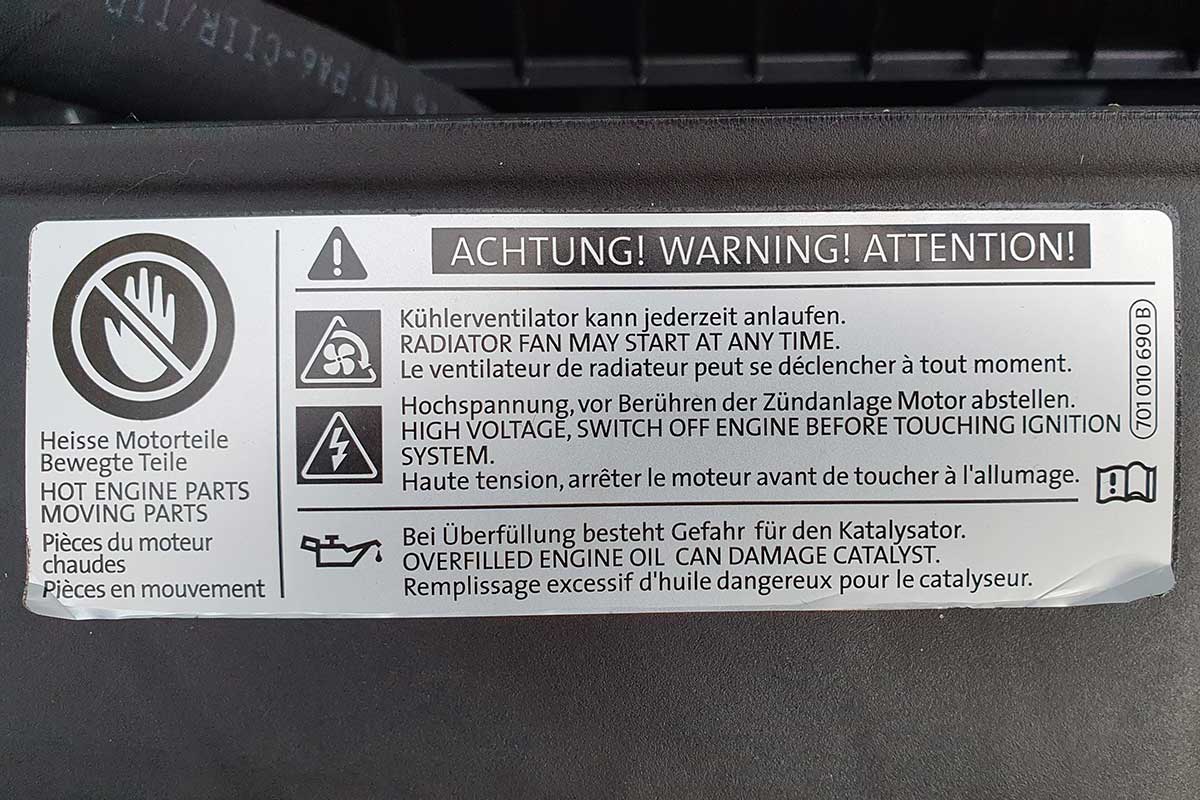 ACHTUNG! WARNING! ATTENTION!
Heisse Motorteile
Bewegte Teile
HOT ENGINE PARTS
MOVING PARTS
Pièces du moteur
chaudes
Pièces en mouvement
Kühlerventilator kann jederzeit anlaufen.
RADIATOR FAN MAY START AT ANY TIME.
Le ventilateur de radiateur peut se déclencher à tout moment.
Hochspannung, vor Berühren der Zündanlage Motor abstellen.
HIGH VOLTAGE, SWITCH OFF ENGINE BEFORE TOUCHING IGNITION
SYSTEM.
Haute tension, arrêter le moteur avant de toucher à l'allumage.
701 010 690 B
Bei Überfüllung besteht Gefahr für den Katalysator.
OVERFILLED ENGINE OIL CAN DAMAGE CATALYST.
Remplissage excessif d'huile dangereux pour le catalyseur.